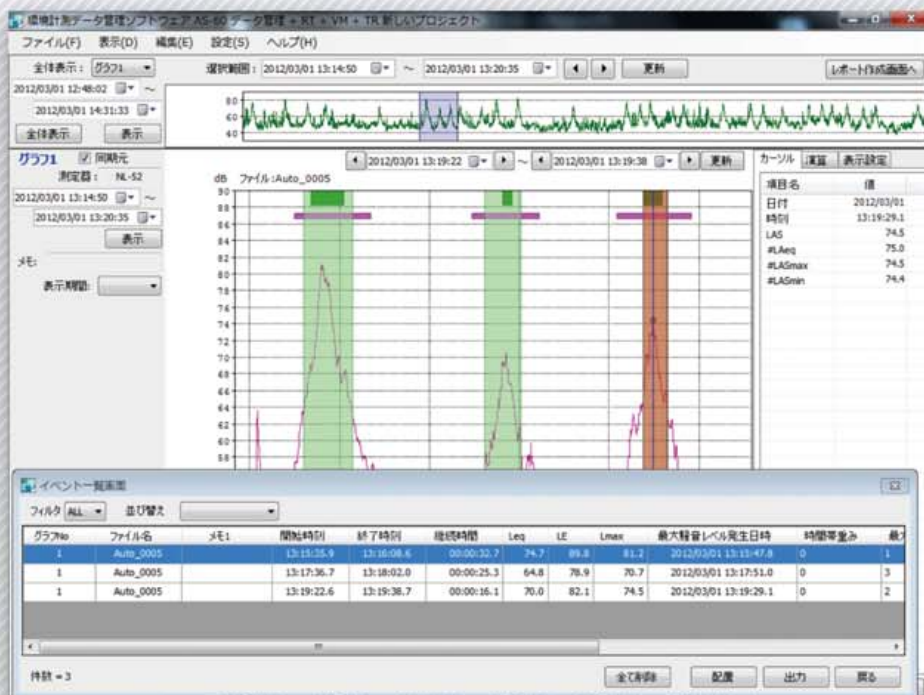 環境計測データ管理ソフトウェア AS-60 データ管理 + RT + VM + TR 新しいプロジェクト
ファイル(F) 表示(D) 編集(E) 設定(S) ヘルプ(H)
全体表示: グラフ1 選択範囲: 2012/03/01 13:14:50 ～ 2012/03/01 13:20:35 更新 レポート作成画面へ
2012/03/01 12:48:02 ～
2012/03/01 14:31:33
全体表示 表示
80
60
40
グラフ1 同期元 2012/03/01 13:19:22 ～ 2012/03/01 13:19:38 更新 カーソル 演算 表示設定
測定器: NL-52 dB ファイル:Auto_0005
2012/03/01 13:14:50 ～
2012/03/01 13:20:35
表示
メモ:
表示期間:
90
88
86
84
82
80
78
76
74
72
70
68
66
64
62
60
58
項目名 値
日付 2012/03/01
時刻 13:19:29.1
LAS 74.5
#LAeq 75.0
#LASmax 74.5
#LASmin 74.4
イベント一覧画面
フィルタ ALL 並び替え
グラフNo ファイル名 メモ1 開始時刻 終了時刻 継続時間 Leq LE Lmax 最大騒音レベル発生日時 時間帯重み
1 Auto_0005 13:15:35.9 13:16:08.6 00:00:32.7 74.7 89.8 81.2 2012/03/01 13:15:47.8 0 1
1 Auto_0005 13:17:36.7 13:18:02.0 00:00:25.3 64.8 78.9 70.7 2012/03/01 13:17:51.0 0 3
1 Auto_0005 13:19:22.6 13:19:38.7 00:00:16.1 70.0 82.1 74.5 2012/03/01 13:19:29.1 0 2
件数 = 3 全て削除 配置 出力 戻る